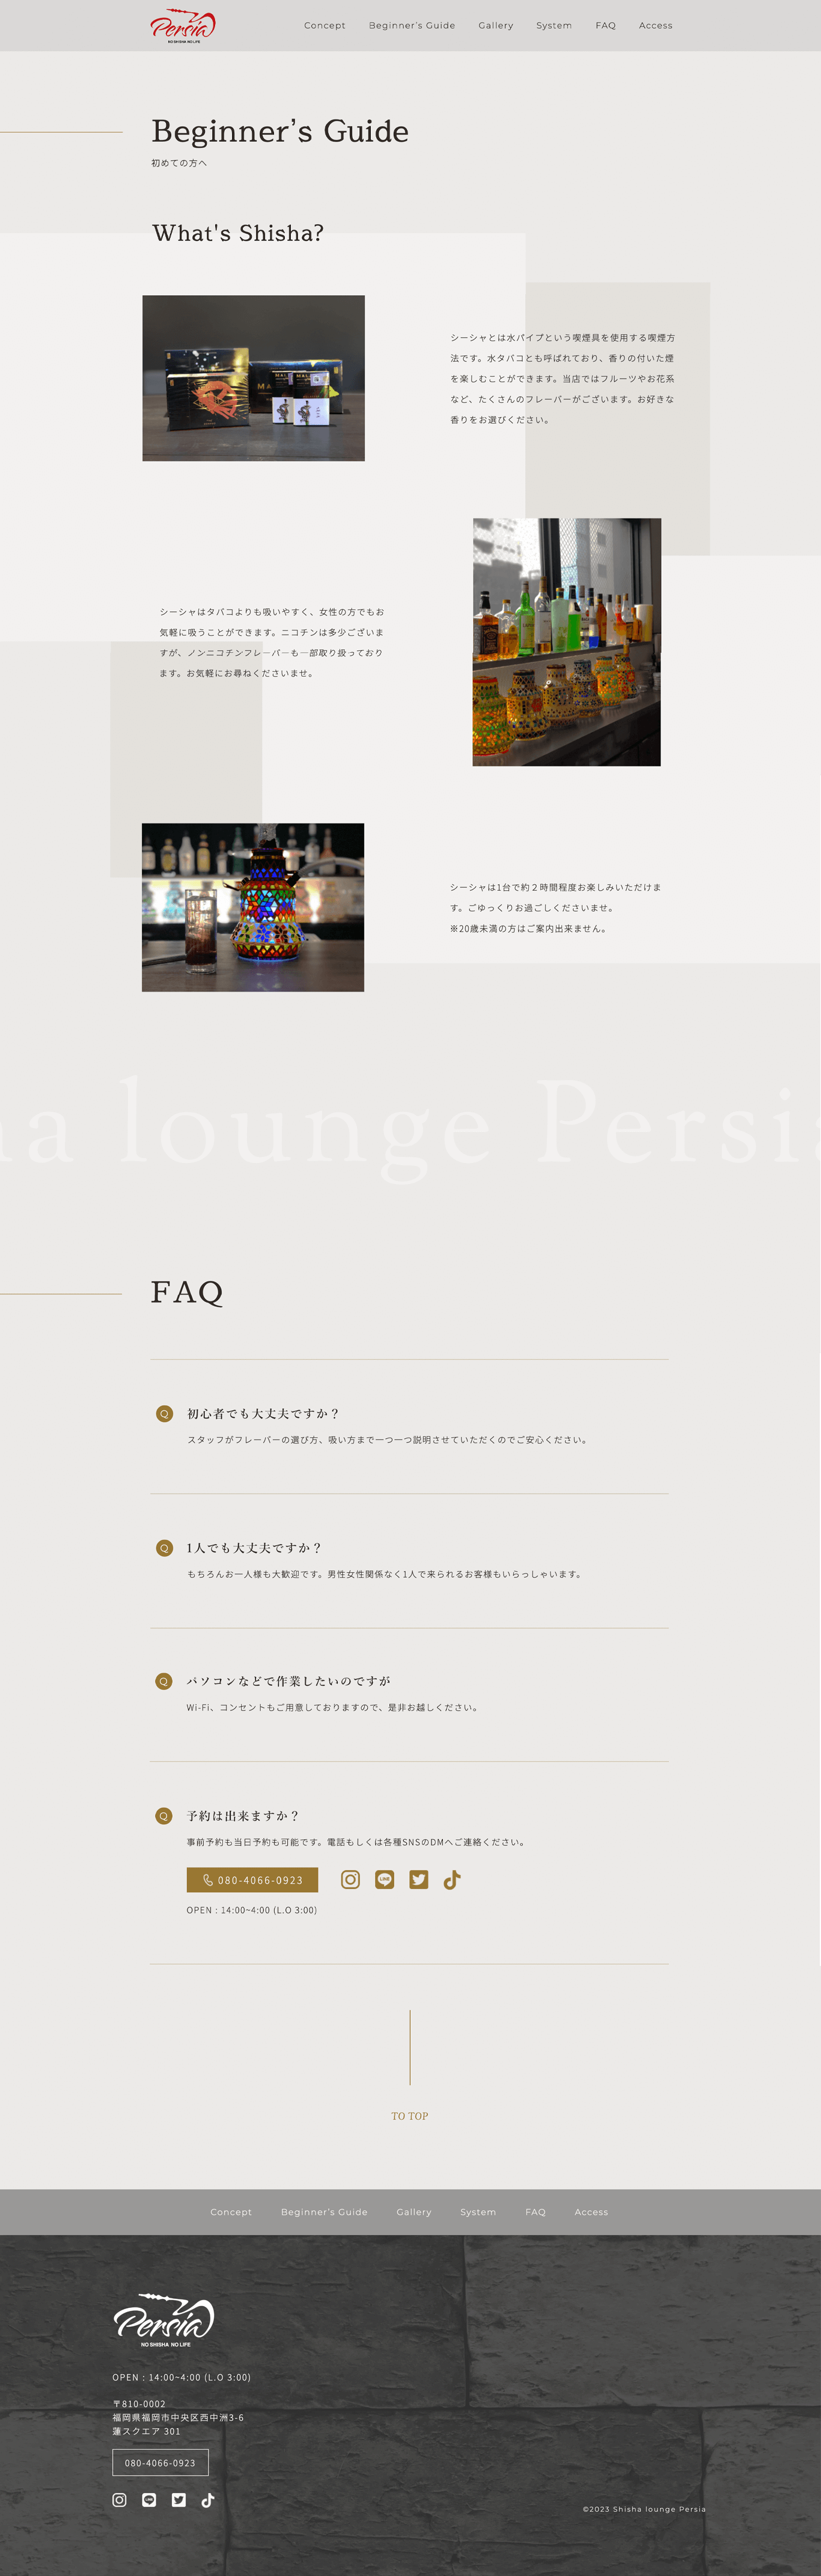 Persia
NO SHISHA NO LIFE
Concept Beginner's Guide Gallery System FAQ Access
Beginner's Guide
初めての方へ
What's Shisha?
シーシャとは水パイプという喫煙具を使用する喫煙方
法です。水タバコとも呼ばれており、香りの付いた煙
を楽しむことができます。当店ではフルーツやお花系
など、たくさんのフレーバーがございます。お好きな
香りをお選びください。
シーシャはタバコよりも吸いやすく、女性の方でもお
気軽に吸うことができます。ニコチンは多少ございま
すが、ノンニコチンフレーバーも一部取り扱っており
ます。お気軽にお尋ねくださいませ。
シーシャは1台で約２時間程度お楽しみいただけま
す。ごゆっくりお過ごしくださいませ。
※20歳未満の方はご案内出来ません。
ha lounge Persia
FAQ
Q 初心者でも大丈夫ですか？
スタッフがフレーバーの選び方、吸い方まで一つ一つ説明させていただくのでご安心ください。
Q 1人でも大丈夫ですか？
もちろんお一人様も大歓迎です。男性女性関係なく1人で来られるお客様もいらっしゃいます。
Q パソコンなどで作業したいのですが
Wi-Fi、コンセントもご用意しておりますので、是非お越しください。
Q 予約は出来ますか？
事前予約も当日予約も可能です。電話もしくは各種SNSのDMへご連絡ください。
080-4066-0923
LINE
OPEN : 14:00~4:00 (L.O 3:00)
TO TOP
Concept Beginner's Guide Gallery System FAQ Access
Persia
NO SHISHA NO LIFE
OPEN : 14:00~4:00 (L.O 3:00)
〒810-0002
福岡県福岡市中央区西中洲3-6
蓮スクエア 301
080-4066-0923
©2023 Shisha lounge Persia